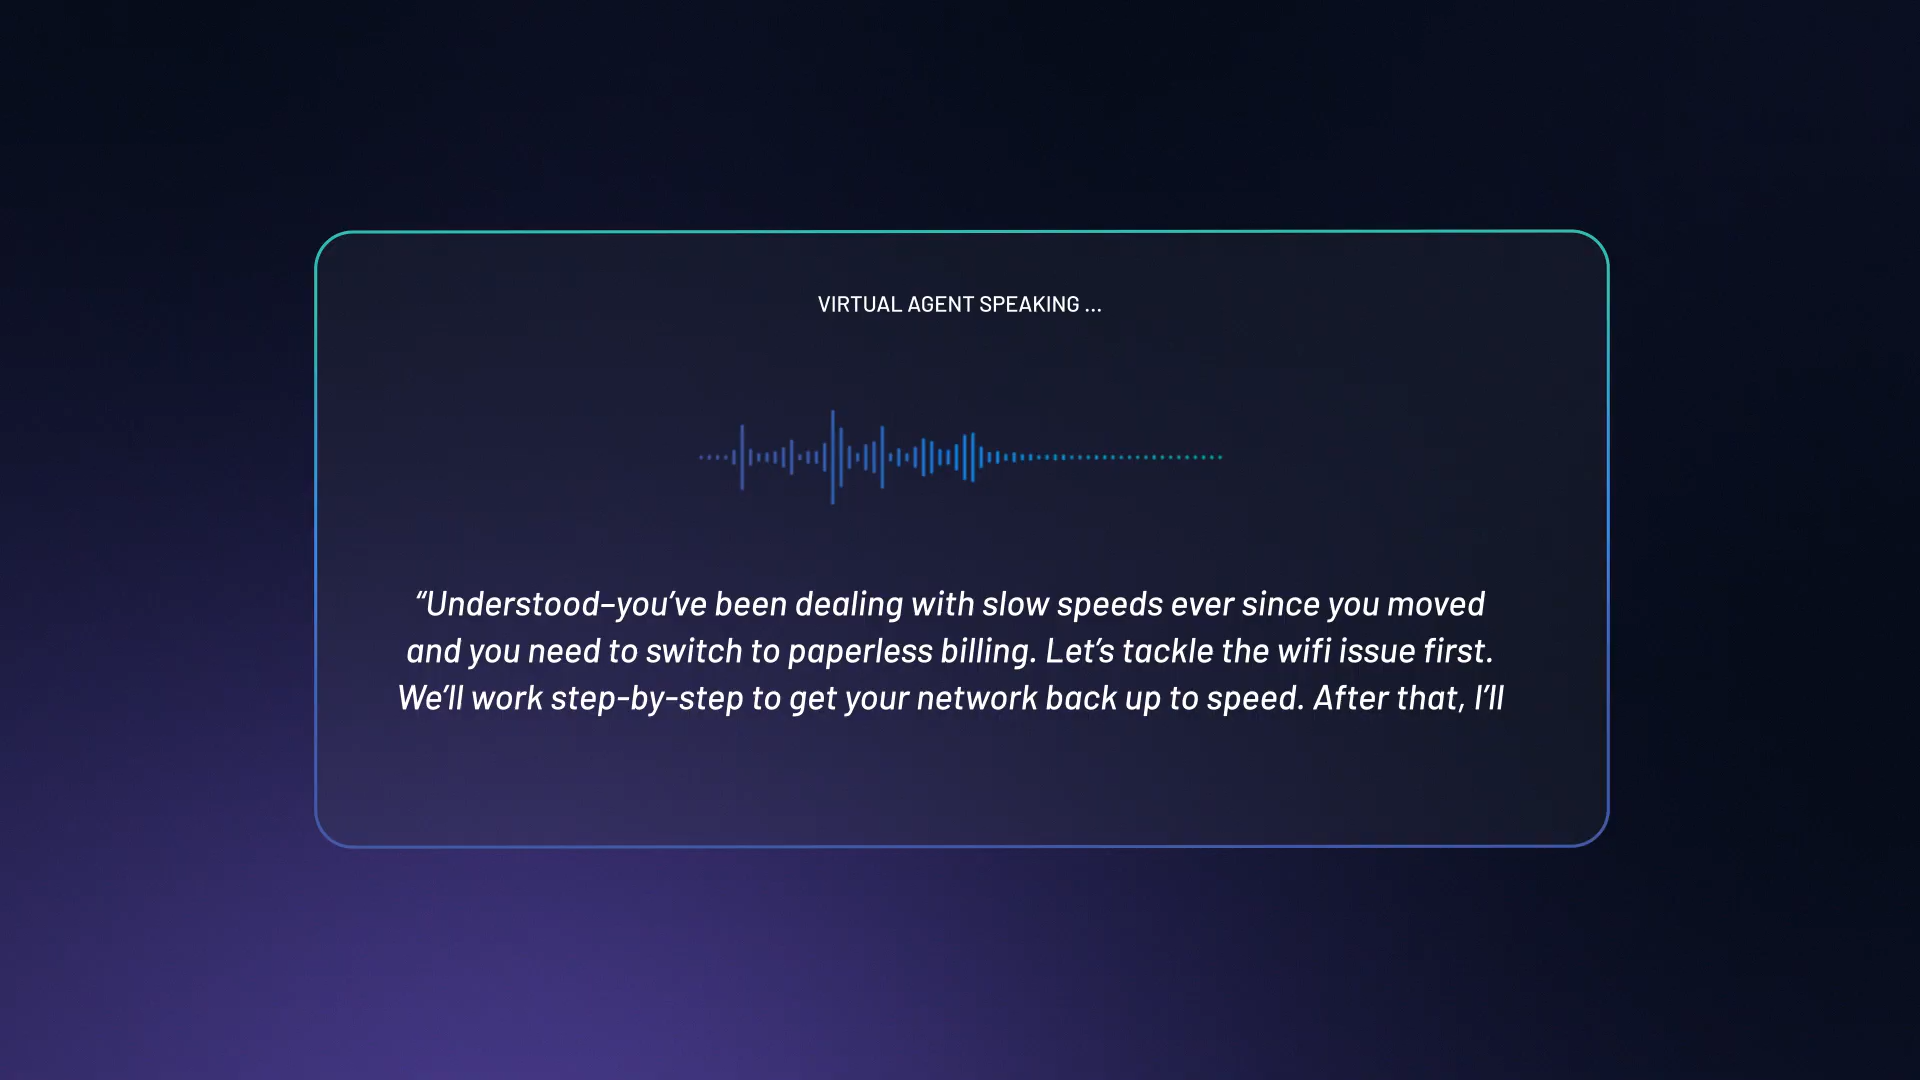 VIRTUAL AGENT SPEAKING ...
“Understood–you’ve been dealing with slow speeds ever since you moved
and you need to switch to paperless billing. Let’s tackle the wifi issue first.
We’ll work step-by-step to get your network back up to speed. After that, I’ll